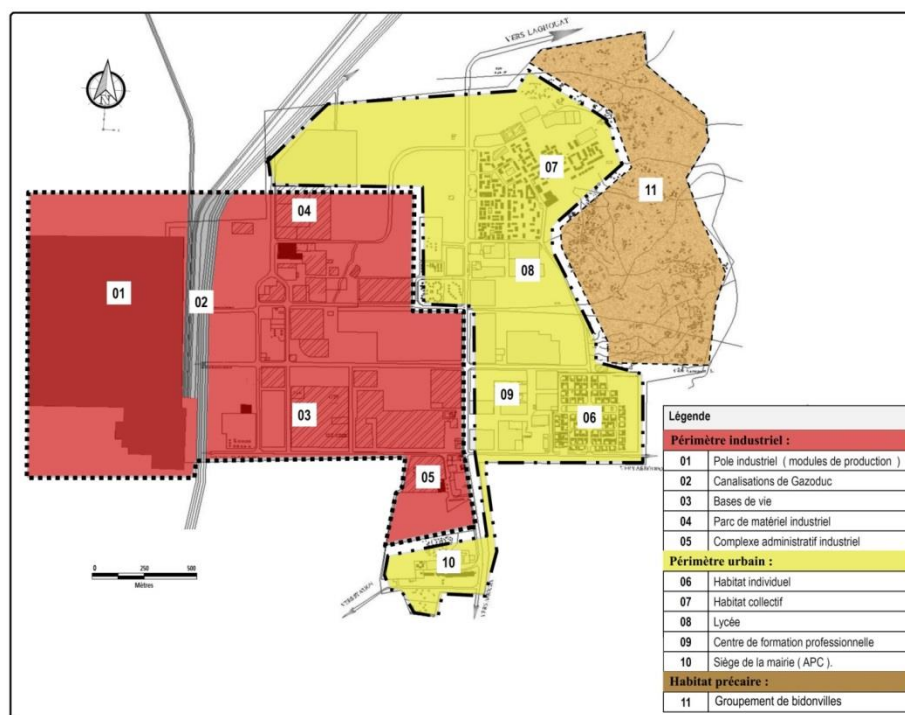 VERS LAGHOUAT
04
07
11
01
02
08
03
09
06
05
10
0 250 500
Mètres
Légende
Périmètre industriel :
01 Pole industriel ( modules de production )
02 Canalisations de Gazoduc
03 Bases de vie
04 Parc de matériel industriel
05 Complexe administratif industriel
Périmètre urbain :
06 Habitat individuel
07 Habitat collectif
08 Lycée
09 Centre de formation professionnelle
10 Siège de la mairie ( APC ).
Habitat précaire :
11 Groupement de bidonvilles